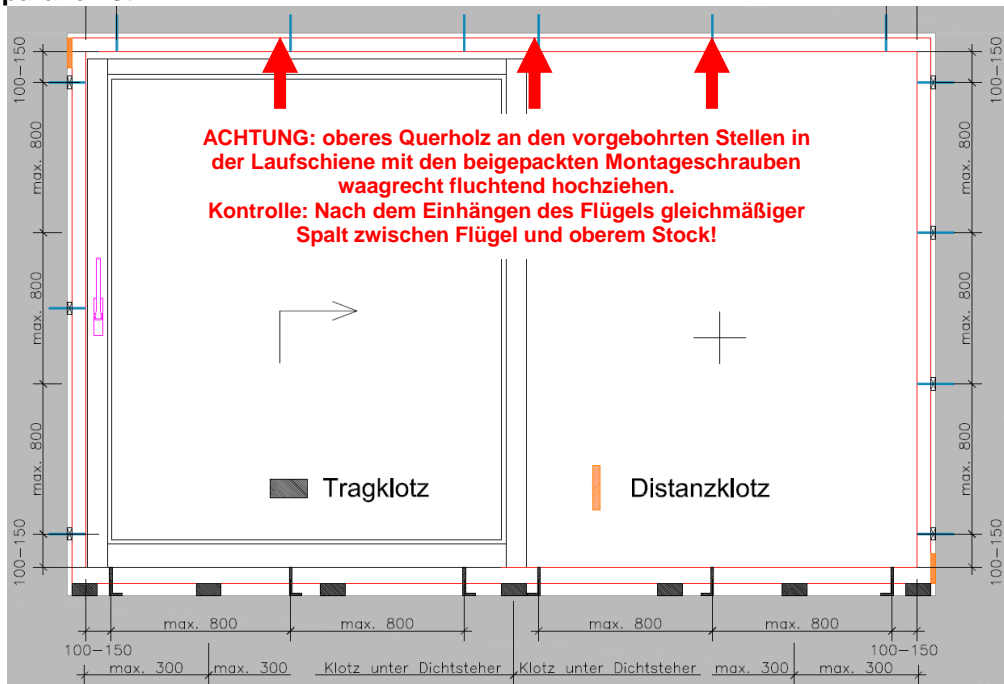 100-150
100-150
max. 800
max. 800
ACHTUNG: oberes Querholz an den vorgebohrten Stellen in
der Laufschiene mit den beigepackten Montageschrauben
waagrecht fluchtend hochziehen.
Kontrolle: Nach dem Einhängen des Flügels gleichmäßiger
Spalt zwischen Flügel und oberem Stock!
max. 800
max. 800
max. 800
max. 800
Tragklotz
Distanzklotz
100-150
100-150
max. 800
max. 800
max. 800
max. 800
100-150
100-150
max. 300
max. 300
Klotz unter Dichtsteher
Klotz unter Dichtsteher
max. 300
max. 300